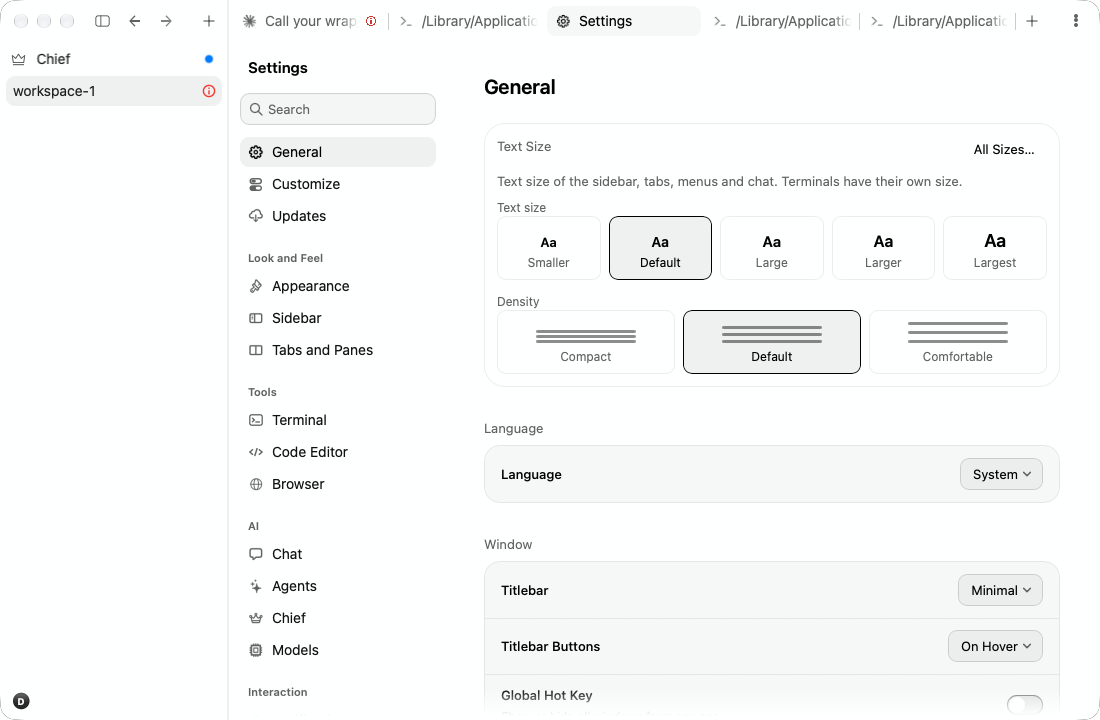 Chief
workspace-1
Call your wrap
/Library/Applicatio
Settings
/Library/Applicatio
/Library/Applicatio
Settings
Search
General
Customize
Updates
Look and Feel
Appearance
Sidebar
Tabs and Panes
Tools
Terminal
Code Editor
Browser
AI
Chat
Agents
Chief
Models
Interaction
D
General
Text Size
All Sizes...
Text size of the sidebar, tabs, menus and chat. Terminals have their own size.
Text size
Aa Aa Aa Aa Aa
Smaller Default Large Larger Largest
Density
Compact Default Comfortable
Language
Language System
Window
Titlebar Minimal
Titlebar Buttons On Hover
Global Hot Key